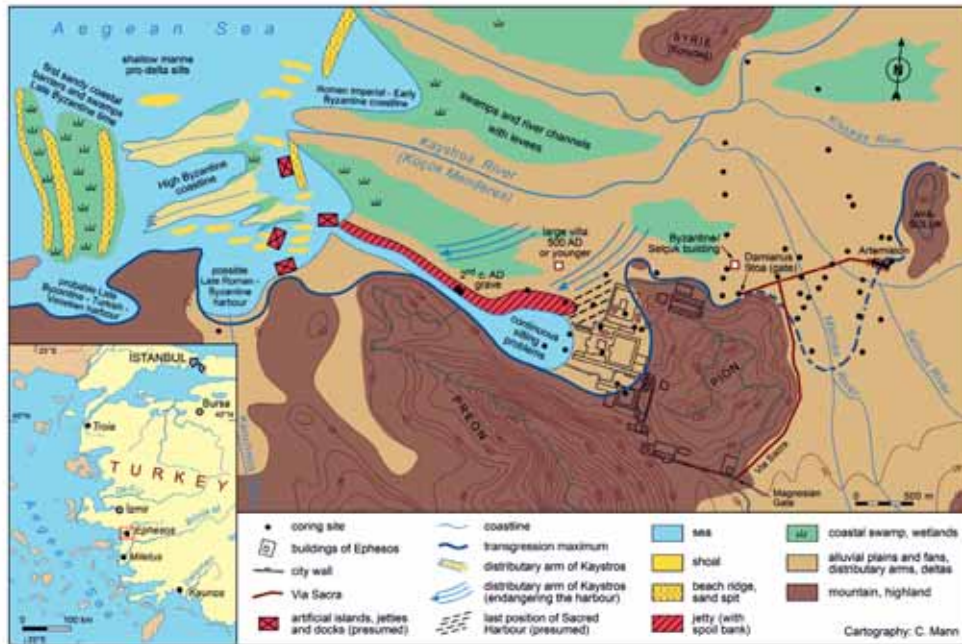 Aegean Sea
shallow marine
pro-delta silts
first sandy coastal
barriers and swamps
Late Byzantine time
Roman Imperial - Early
Byzantine coastline
High Byzantine
coastline
swamps and river channels
with levees
Kaystros River
(Küçük Menderes)
SYRIE
N
large villa
500 AD
or younger
Byzantine/
Selçuk building
Damianus
Stoa (gate)
Artemision
2nd c. AD
grave
possible
Late Roman -
Byzantine
harbour
probable Late
Byzantine - Turkish -
Venetian harbour
continuous
silting
problems
PREON
PION
Via Sacra
Magnesian
Gate
0
500 m
İSTANBUL
Bursa
Troia
TURKEY
İzmir
Ephesos
Miletus
Kaunos
0
100 km
coring site
buildings of Ephesos
city wall
Via Sacra
artificial islands, jetties
and docks (presumed)
coastline
transgression maximum
distributary arm of Kaystros
distributary arm of Kaystros
(endangering the harbour)
last position of Sacred
Harbour (presumed)
sea
shoal
beach ridge,
sand spit
jetty (with
spoil bank)
coastal swamp, wetlands
alluvial plains and fans,
distributary arms, deltas
mountain, highland
Cartography: C. Mann